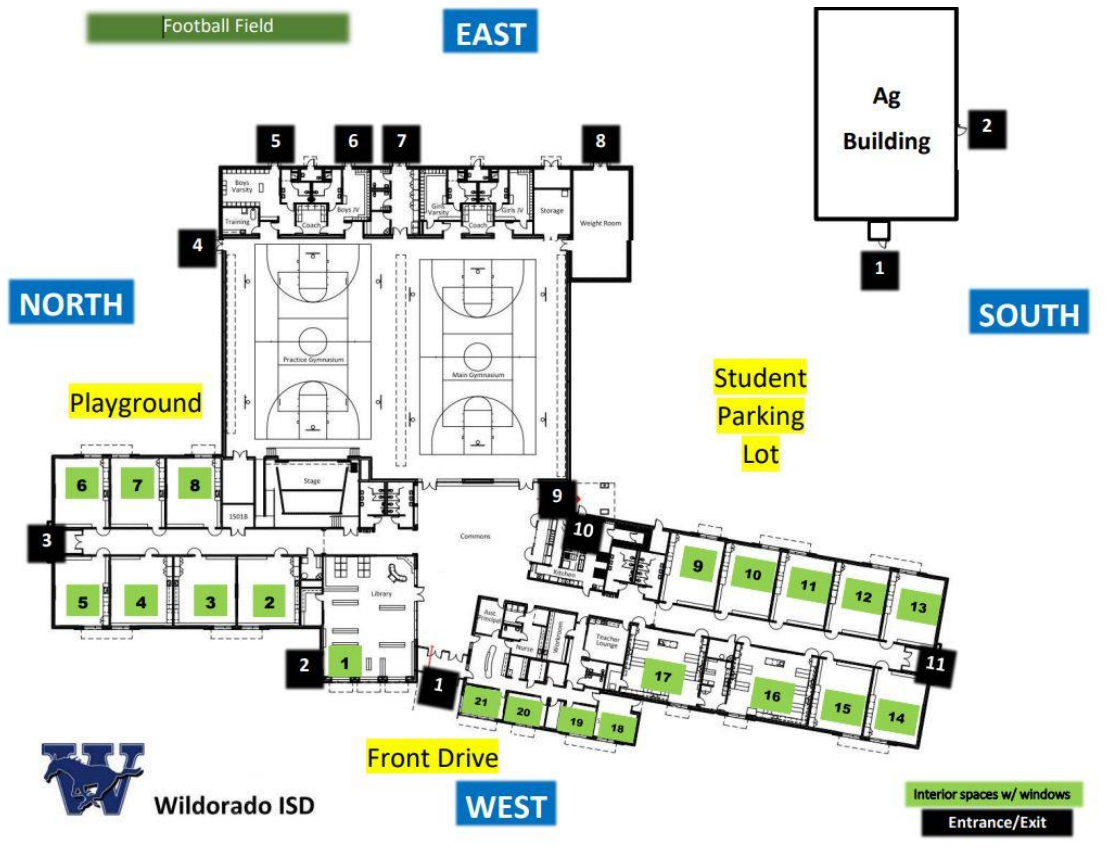 Football Field
EAST
Ag
Building
2
1
5
6
7
8
Boys
Varsity
Training
Coach
Boys JV
Girls
Varsity
Coach
Girls JV
Storage
Weight Room
4
NORTH
SOUTH
Practice Gymnasium
Main Gymnasium
Playground
Student
Parking
Lot
6
7
8
1501B
Stage
9
10
3
Commons
Kitchen
9
10
11
12
13
5
4
3
2
Library
Asst.
Principal
Nurse
Workroom
Teacher
Lounge
2
1
1
17
16
15
14
11
21
20
19
18
Front Drive
W
Wildorado ISD
WEST
Interior spaces w/ windows
Entrance/Exit